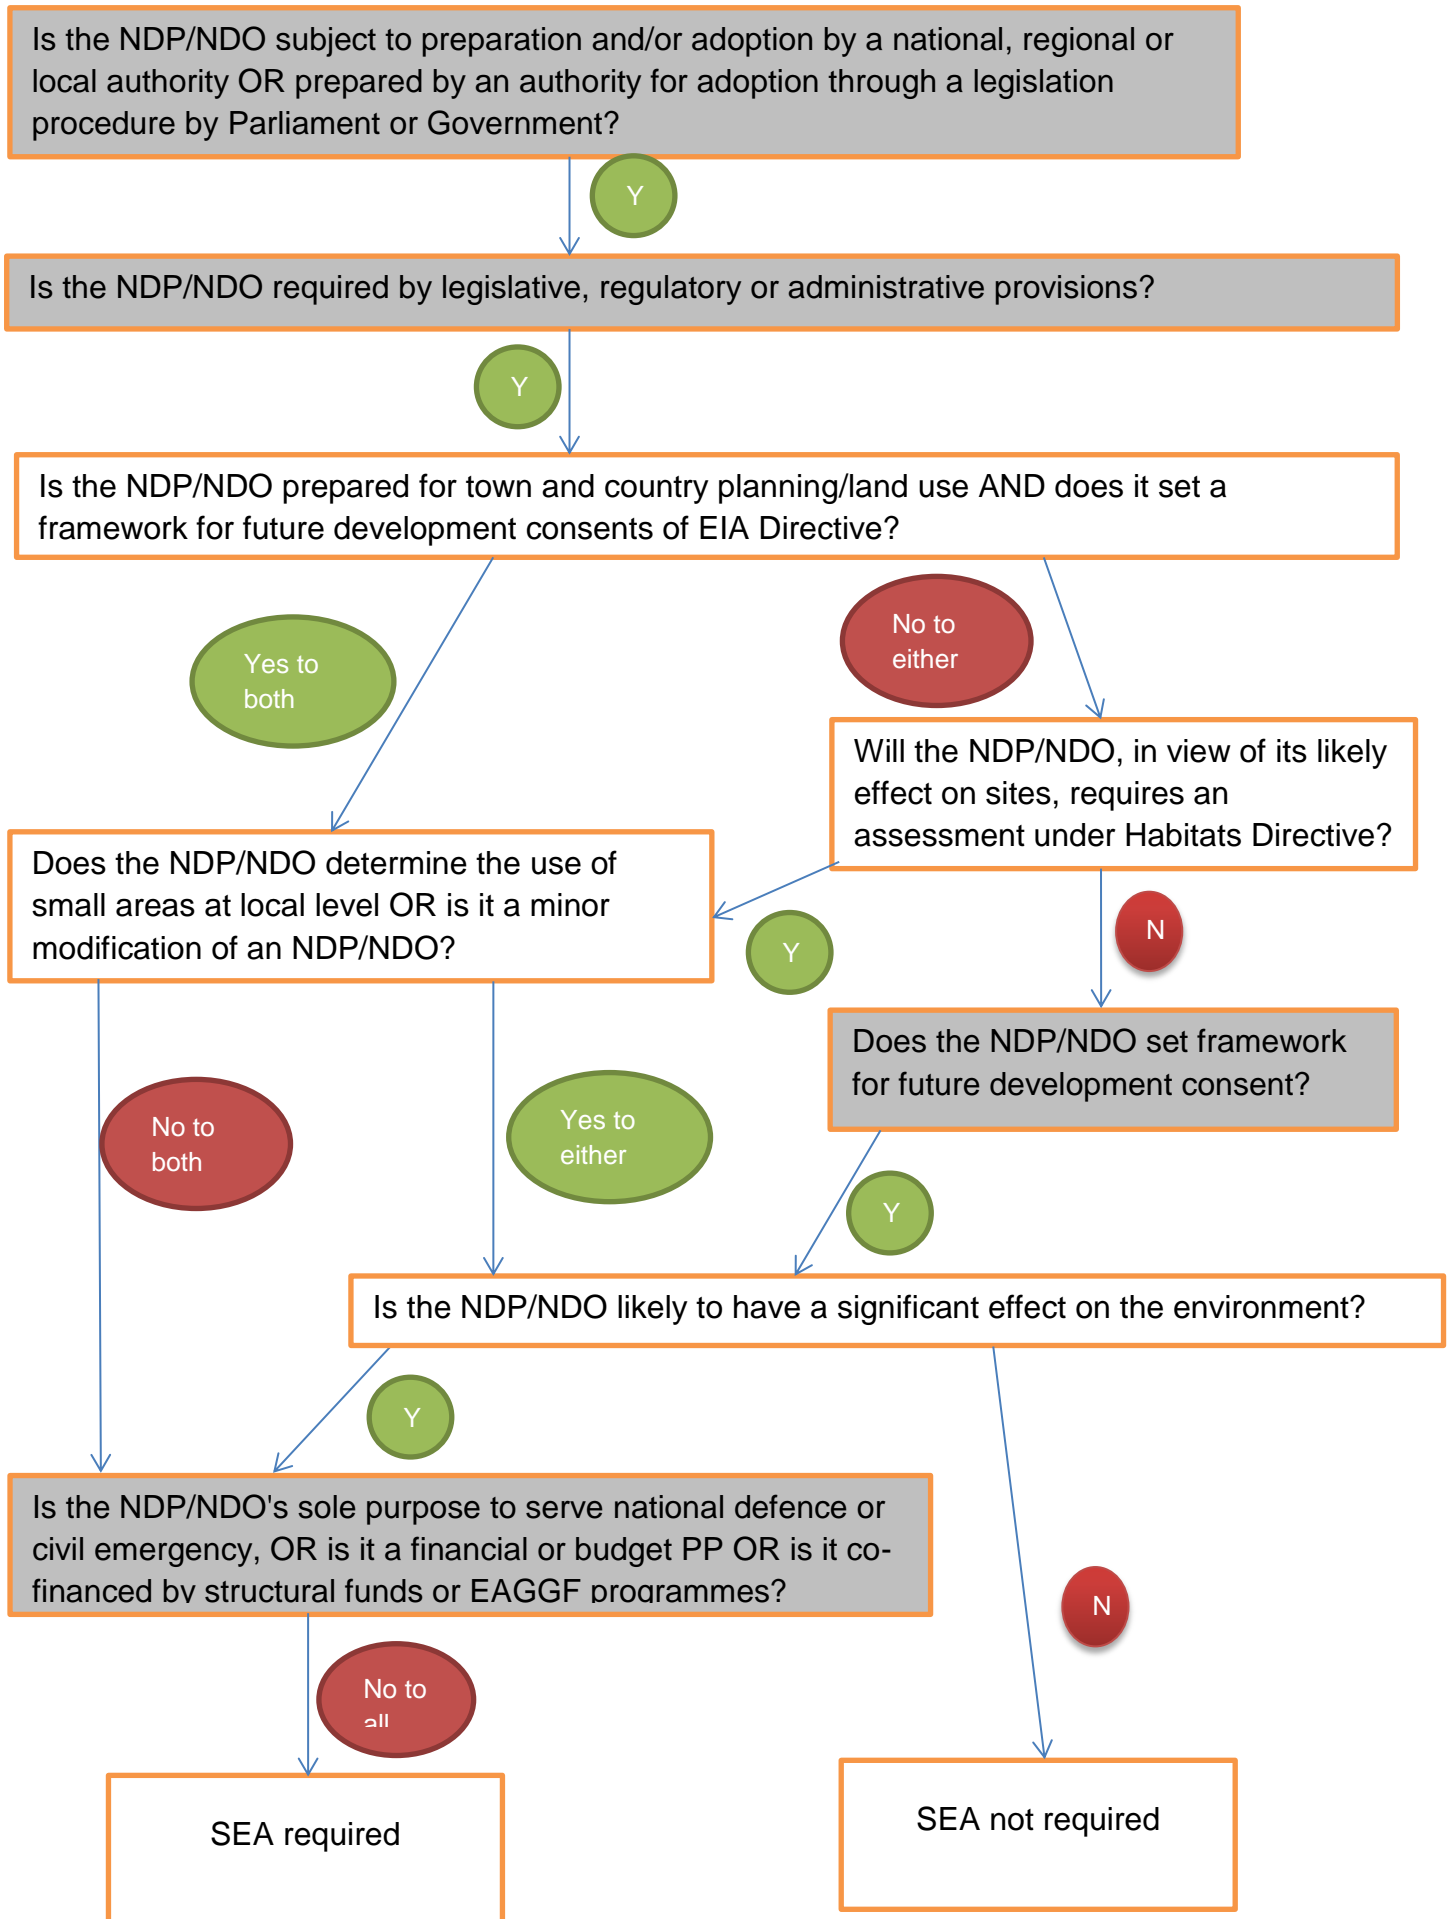 Is the NDP/NDO subject to preparation and/or adoption by a national, regional or
local authority OR prepared by an authority for adoption through a legislation
procedure by Parliament or Government?
Y
Is the NDP/NDO required by legislative, regulatory or administrative provisions?
Y
Is the NDP/NDO prepared for town and country planning/land use AND does it set a
framework for future development consents of EIA Directive?
Yes to
both
No to
either
Will the NDP/NDO, in view of its likely
effect on sites, requires an
assessment under Habitats Directive?
Does the NDP/NDO determine the use of
small areas at local level OR is it a minor
modification of an NDP/NDO?
Y
N
Does the NDP/NDO set framework
for future development consent?
No to
both
Yes to
either
Y
Is the NDP/NDO likely to have a significant effect on the environment?
Y
Is the NDP/NDO's sole purpose to serve national defence or
civil emergency, OR is it a financial or budget PP OR is it co-
financed by structural funds or EAGGF programmes?
N
No to
all
SEA required
SEA not required